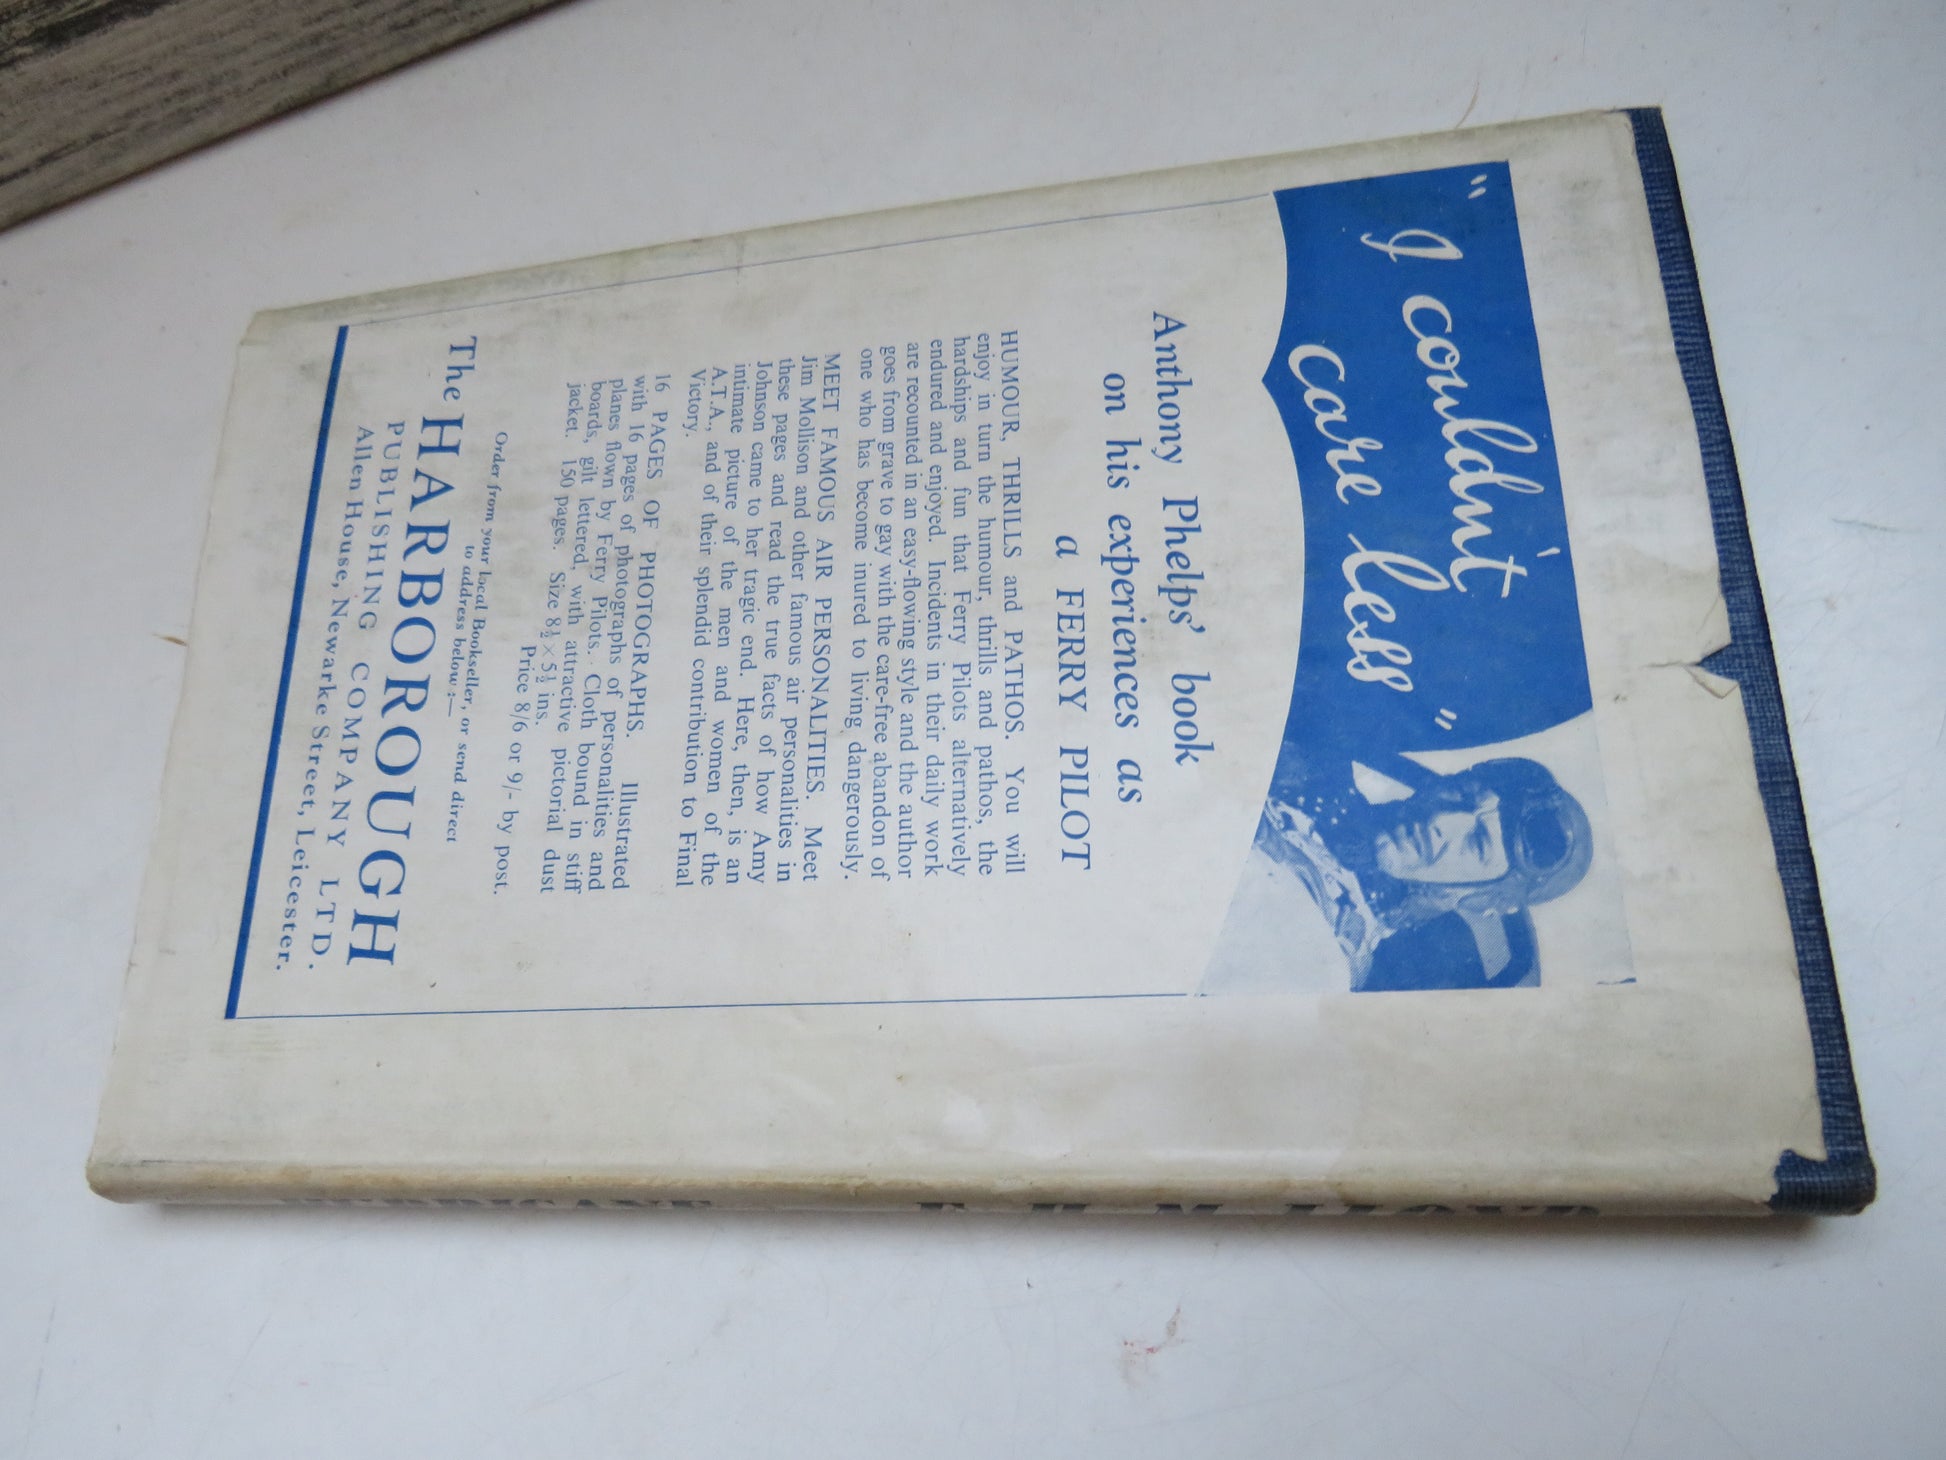 "I couldn't
care less"
Anthony Phelps' book
on his experiences as
a FERRY PILOT
HUMOUR, THRILLS and PATHOS. You will
enjoy in turn the humour, thrills and pathos, the
hardships and fun that Ferry Pilots alternatively
endured and enjoyed. Incidents in their daily work
are recounted in an easy-flowing style and the author
goes from grave to gay with the care-free abandon of
one who has become inured to living dangerously.
MEET FAMOUS AIR PERSONALITIES. Meet
Jim Mollison and other famous air personalities in
these pages and read the true facts of how Amy
Johnson came to her tragic end. Here, then, is an
intimate picture of the men and women of the
A.T.A., and of their splendid contribution to Final
Victory.
16 PAGES OF PHOTOGRAPHS. Illustrated
with 16 pages of photographs of personalities and
planes flown by Ferry Pilots. Cloth bound in stiff
boards, gilt lettered, with attractive pictorial dust
jacket. 150 pages. Size 8½ × 5½ ins.
Price 8/6 or 9/- by post.
Order from your local Bookseller, or send direct
to address below :—
The HARBOROUGH
PUBLISHING COMPANY LTD.
Allen House, Newarke Street, Leicester.
F. H. M. LLOYD
HURRICANE